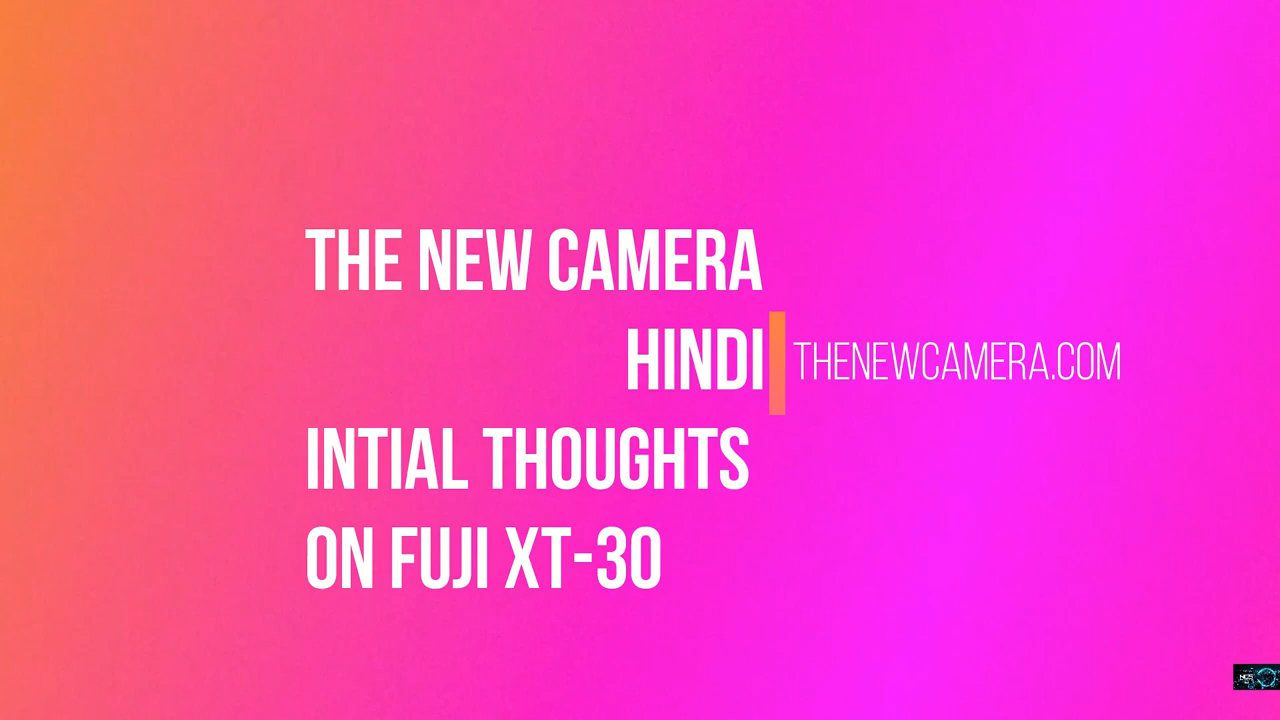 THE NEW CAMERA
HINDI
THENEWCAMERA.COM
INTIAL THOUGHTS
ON FUJI XT-30